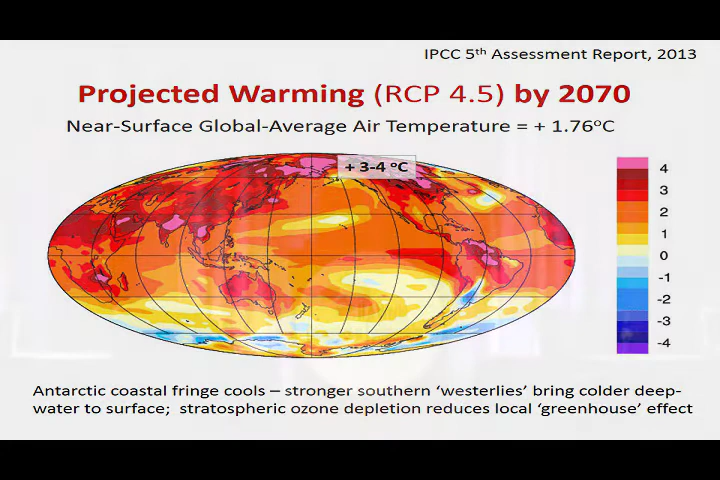 IPCC 5th Assessment Report, 2013
Projected Warming (RCP 4.5) by 2070
Near-Surface Global-Average Air Temperature = + 1.76°C
+ 3-4 °C
4
3
2
1
0
-1
-2
-3
-4
Antarctic coastal fringe cools – stronger southern ‘westerlies’ bring colder deep-
water to surface; stratospheric ozone depletion reduces local ‘greenhouse’ effect